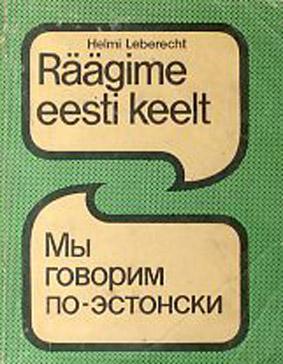 Helmi Leberecht
Räägime
eesti keelt
Мы
говорим
по-эстонски